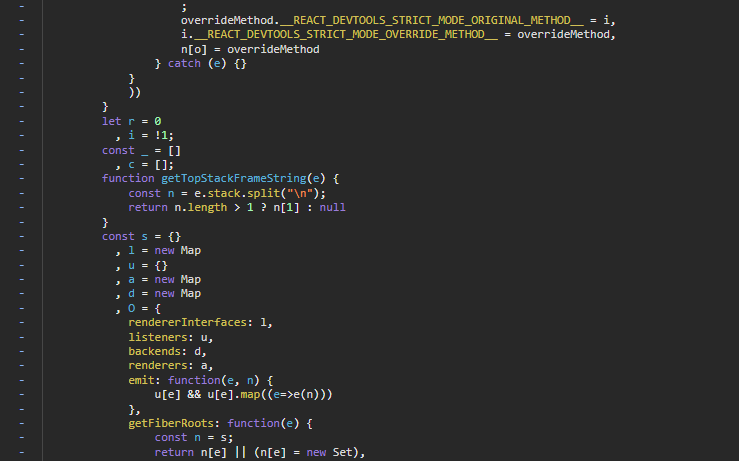 ;
overrideMethod.__REACT_DEVTOOLS_STRICT_MODE_ORIGINAL_METHOD__ = i,
i.__REACT_DEVTOOLS_STRICT_MODE_OVERRIDE_METHOD__ = overrideMethod,
n[o] = overrideMethod
- } catch (e) {}
- }
- ))
- }
- let r = 0
- , i = !1;
- const _ = []
- , c = [];
- function getTopStackFrameString(e) {
- const n = e.stack.split("\n");
- return n.length > 1 ? n[1] : null
- }
- const s = {}
- , l = new Map
- , u = {}
- , a = new Map
- , d = new Map
- , O = {
- rendererInterfaces: l,
- listeners: u,
- backends: d,
- renderers: a,
- emit: function(e, n) {
- u[e] && u[e].map((e=>e(n)))
- },
- getFiberRoots: function(e) {
- const n = s;
- return n[e] || (n[e] = new Set),